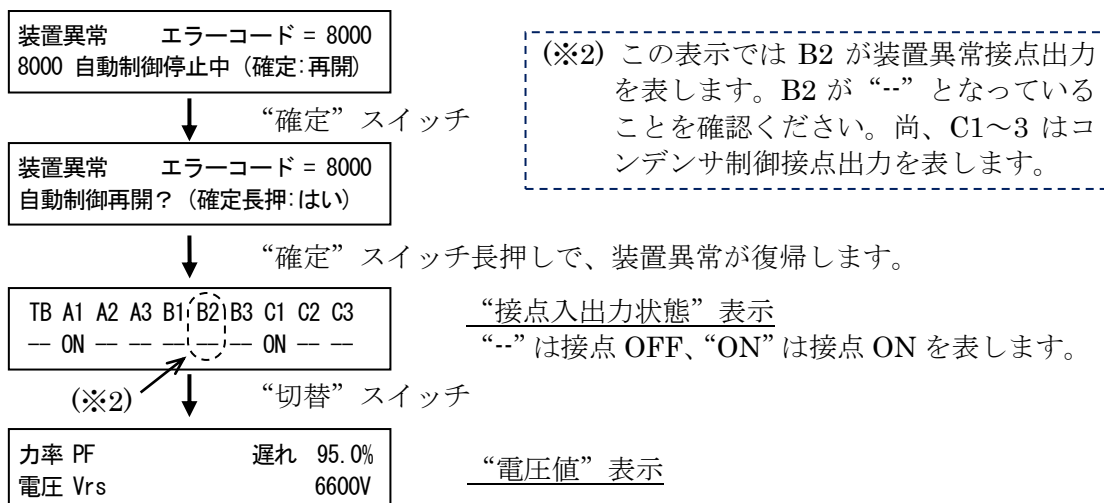 装置異常 エラーコード = 8000
8000 自動制御停止中 (確定:再開)
“確定” スイッチ
(※2) この表示では B2 が装置異常接点出力
を表します。B2 が “--” となっている
ことを確認ください。尚、C1～3 はコ
ンデンサ制御接点出力を表します。
装置異常 エラーコード = 8000
自動制御再開? (確定長押:はい)
“確定” スイッチ長押しで、装置異常が復帰します。
TB A1 A2 A3 B1 B2 B3 C1 C2 C3
-- ON -- -- -- -- -- ON -- --
“接点入出力状態” 表示
“--” は接点 OFF、“ON” は接点 ON を表します。
(※2)
“切替” スイッチ
力率 PF 遅れ 95.0%
電圧 Vrs 6600V
“電圧値” 表示